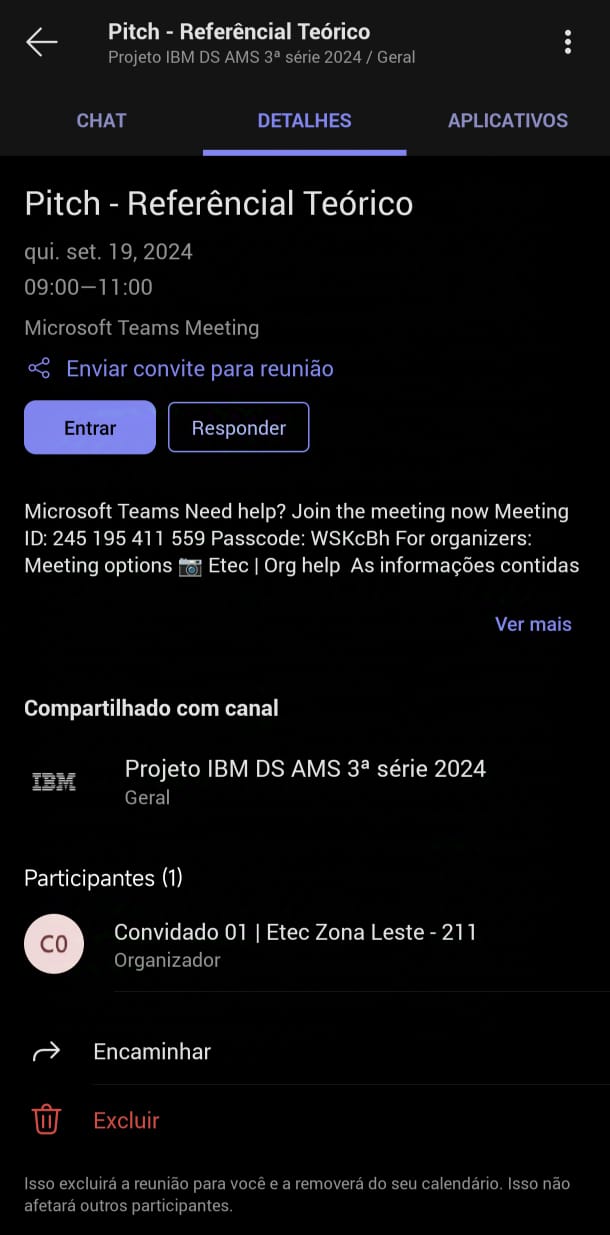 Pitch - Referêncial Teórico
Projeto IBM DS AMS 3ª série 2024 / Geral
CHAT
DETALHES
APLICATIVOS
Pitch - Referêncial Teórico
qui. set. 19, 2024
09:00—11:00
Microsoft Teams Meeting
Enviar convite para reunião
Entrar
Responder
Microsoft Teams Need help? Join the meeting now Meeting
ID: 245 195 411 559 Passcode: WSKcBh For organizers:
Meeting options 📷 Etec | Org help As informações contidas
Ver mais
Compartilhado com canal
IBM
Projeto IBM DS AMS 3ª série 2024
Geral
Participantes (1)
C0
Convidado 01 | Etec Zona Leste - 211
Organizador
Encaminhar
Excluir
Isso excluirá a reunião para você e a removerá do seu calendário. Isso não
afetará outros participantes.